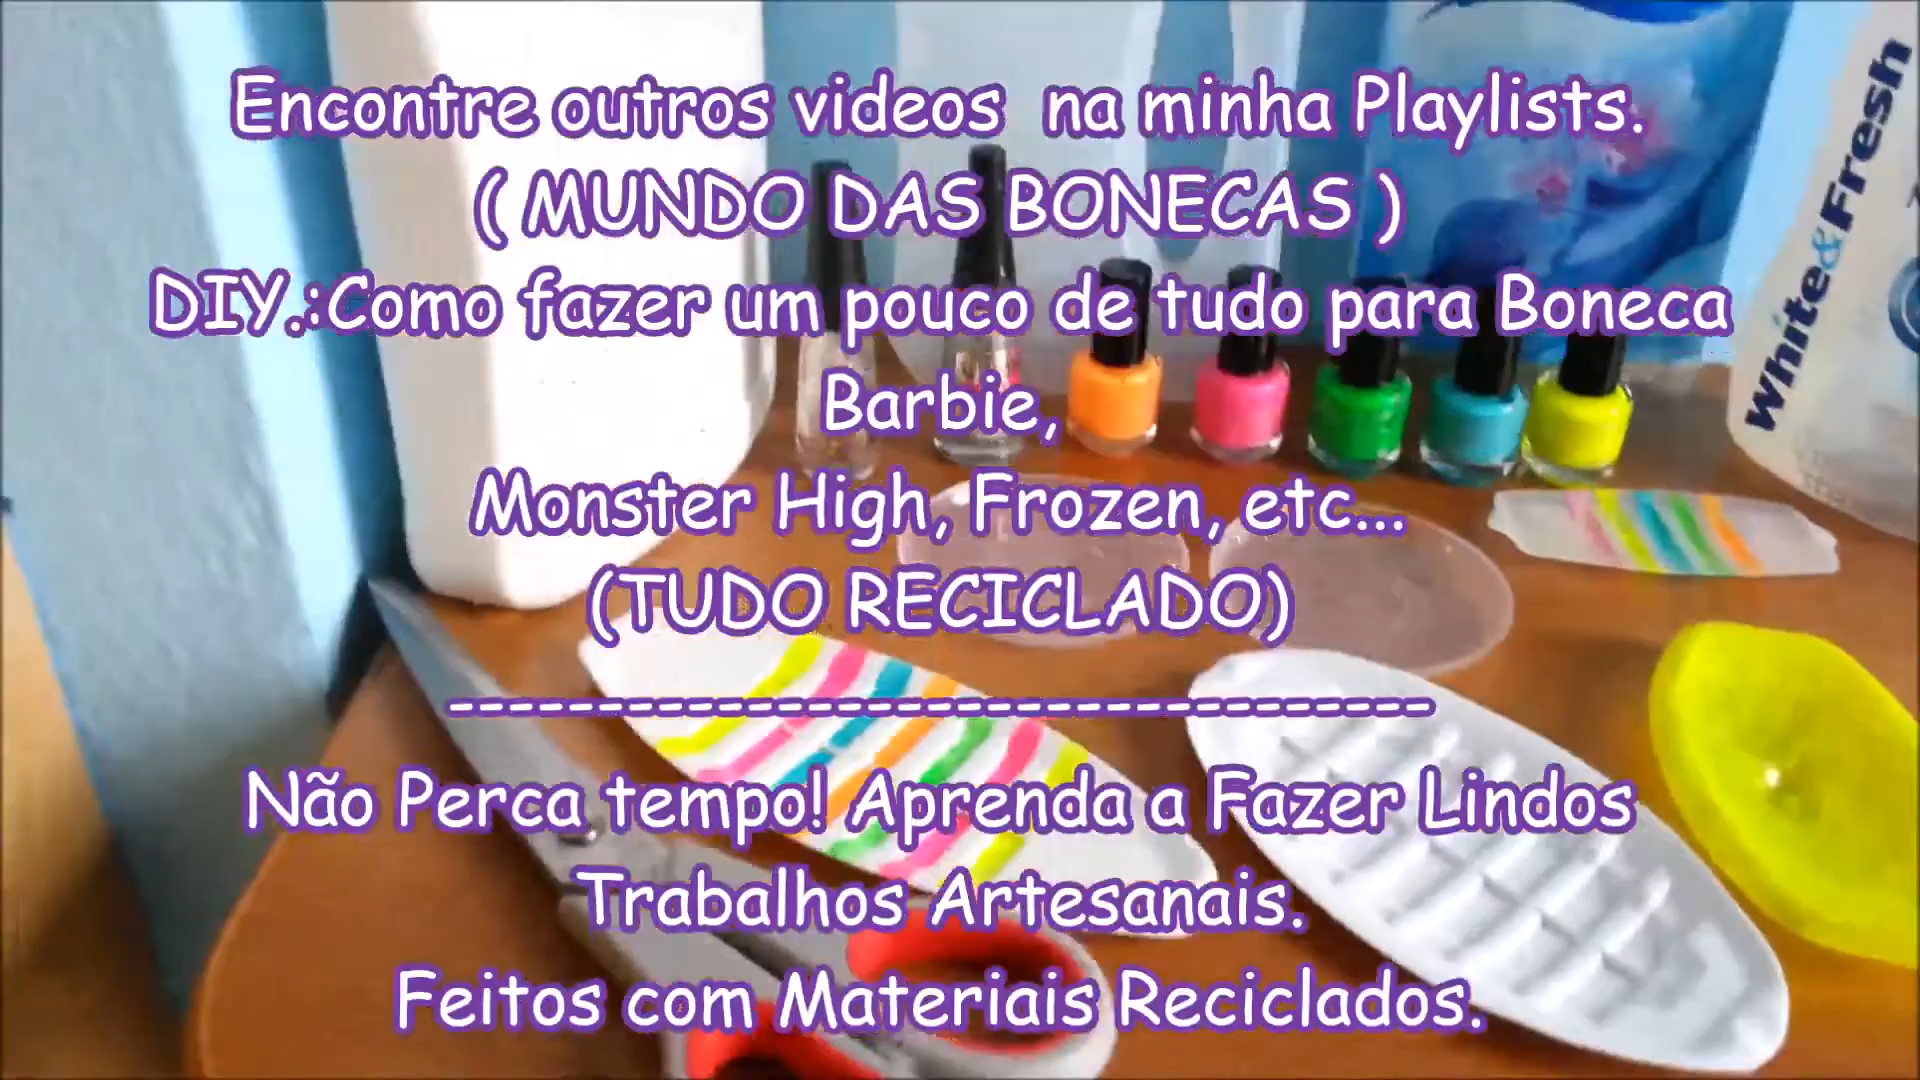 Encontre outros videos na minha Playlists.
( MUNDO DAS BONECAS )
DIY.:Como fazer um pouco de tudo para Boneca
Barbie,
Monster High, Frozen, etc...
(TUDO RECICLADO)
---------------------------------
Não Perca tempo! Aprenda a Fazer Lindos
Trabalhos Artesanais.
Feitos com Materiais Reciclados.
White&Fresh